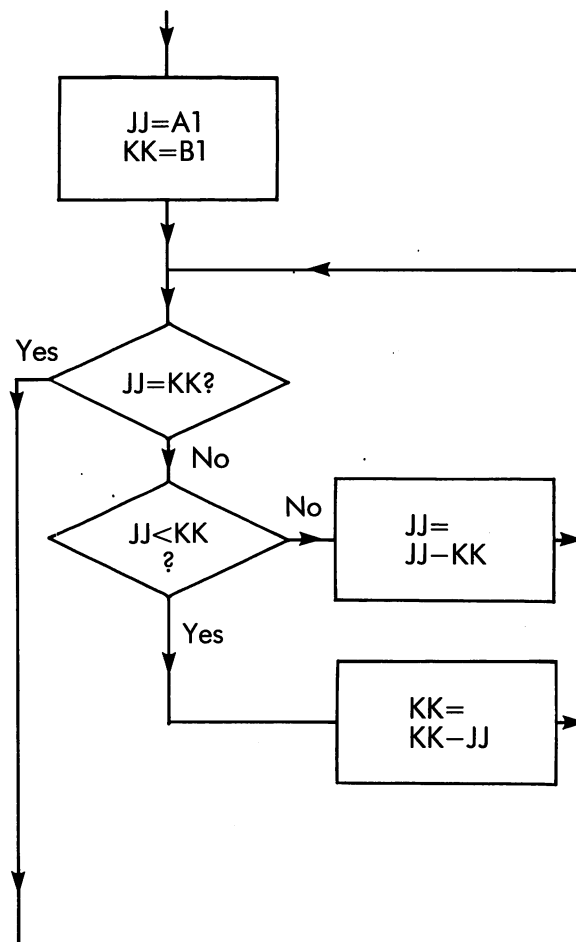 JJ=A1
KK=B1
Yes
JJ=KK?
No
JJ<KK
?
No
JJ=
JJ–KK
Yes
KK=
KK–JJ